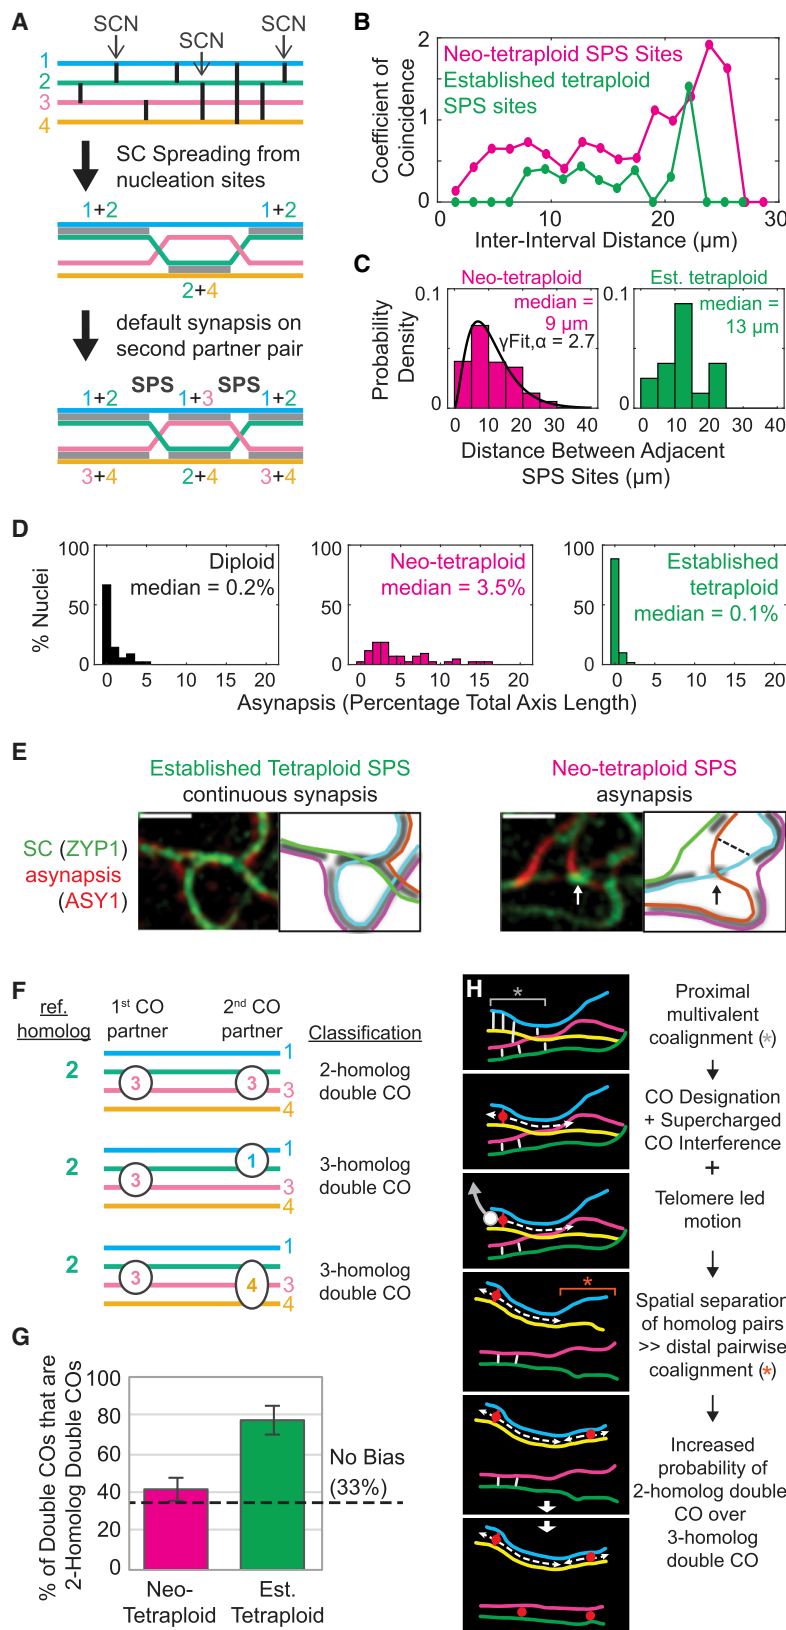 A
SCN
SCN
SCN
1
2
3
4
SC Spreading from
nucleation sites
1+2
1+2
2+4
default synapsis on
second partner pair
SPS
SPS
1+2
1+3
1+2
3+4
2+4
3+4
B
Neo-tetraploid SPS Sites
Established tetraploid
SPS sites
Coefficient of
Coincidence
2
1
0
0
10
20
30
Inter-Interval Distance (μm)
C
Neo-tetraploid
median =
9 μm
γFit,α = 2.7
Est. tetraploid
median =
13 μm
Probability
Density
0.1
0
0 10 20 30 40
0.1
0
0 10 20 30 40
Distance Between Adjacent
SPS Sites (μm)
D
% Nuclei
100
50
0
Diploid
median = 0.2%
0 5 10 15 20
100
50
0
Neo-tetraploid
median = 3.5%
0 5 10 15 20
100
50
0
Established
tetraploid
median = 0.1%
0 5 10 15 20
Asynapsis (Percentage Total Axis Length)
E
Established Tetraploid SPS
continuous synapsis
Neo-tetraploid SPS
asynapsis
SC (ZYP1)
asynapsis
(ASY1)
F
ref.
homolog
1st CO
partner
2nd CO
partner
Classification
2
3
3
1
3
4
2-homolog
double CO
2
3
1
1
3
4
3-homolog
double CO
2
3
4
1
3
4
3-homolog
double CO
G
% of Double COs that are
2-Homolog Double COs
100
80
60
40
20
0
No Bias
(33%)
Neo-
Tetraploid
Est.
Tetraploid
H
*
Proximal
multivalent
coalignment (*)
CO Designation
+ Supercharged
CO Interference
+
Telomere led
motion
*
Spatial separation
of homolog pairs
>> distal pairwise
coalignment (*)
Increased
probability of
2-homolog double
CO over
3-homolog
double CO